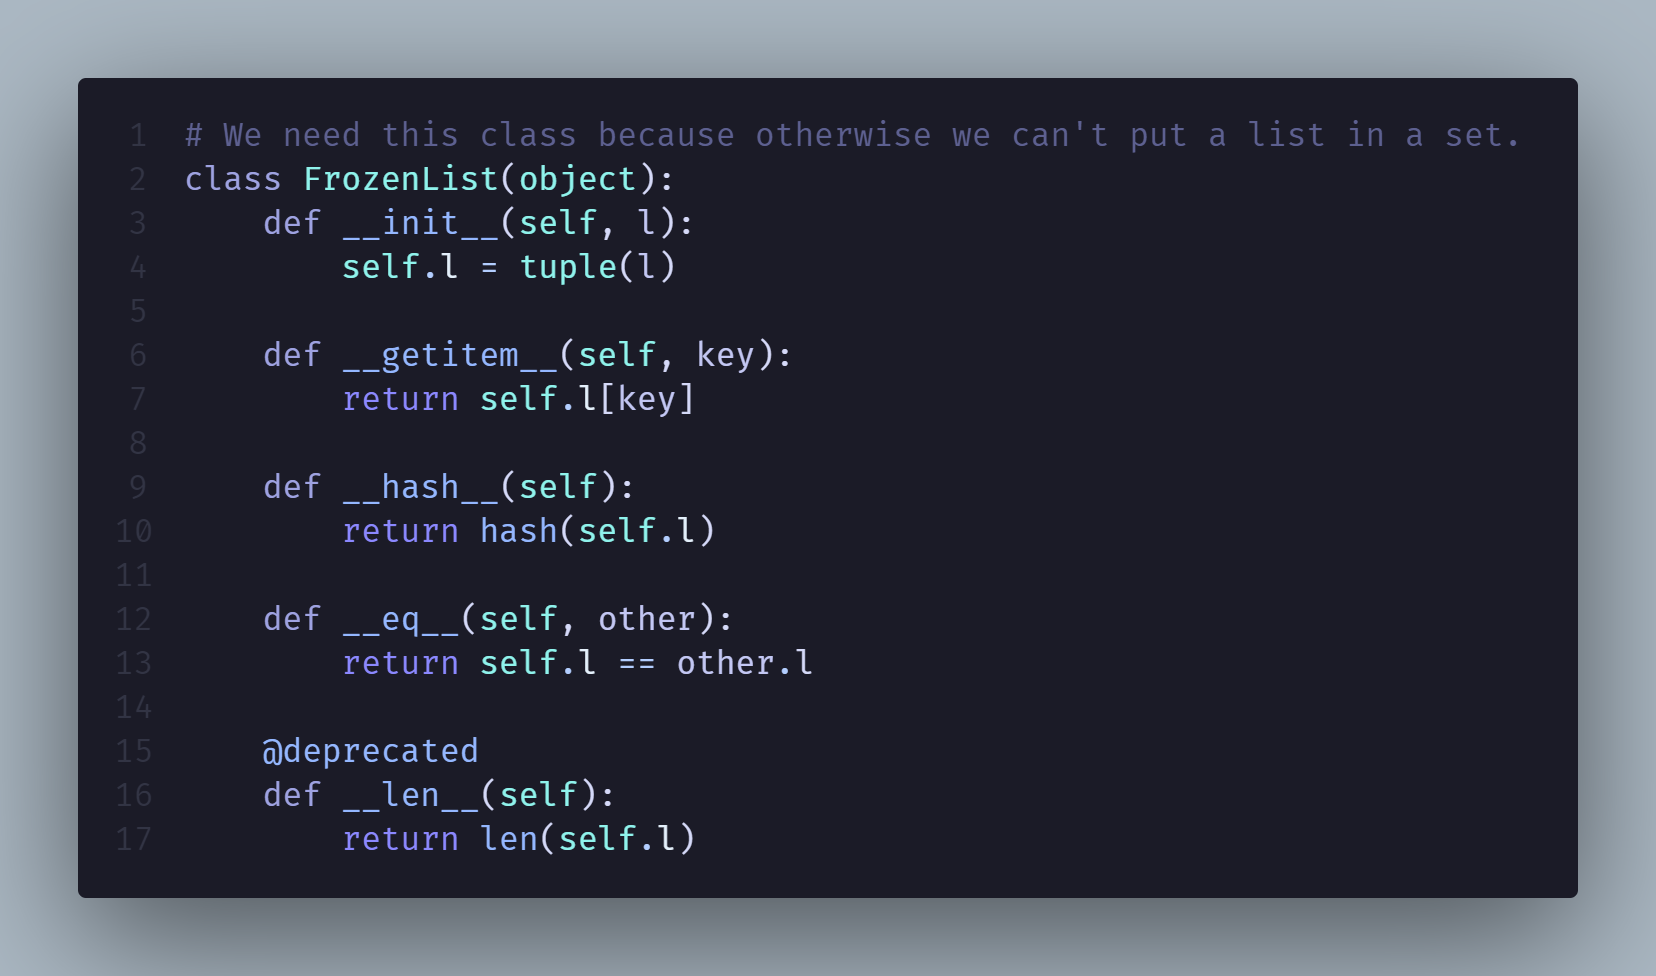 1 # We need this class because otherwise we can't put a list in a set.
2 class FrozenList(object):
3     def __init__(self, l):
4         self.l = tuple(l)
5
6     def __getitem__(self, key):
7         return self.l[key]
8
9     def __hash__(self):
10         return hash(self.l)
11
12     def __eq__(self, other):
13         return self.l == other.l
14
15     @deprecated
16     def __len__(self):
17         return len(self.l)